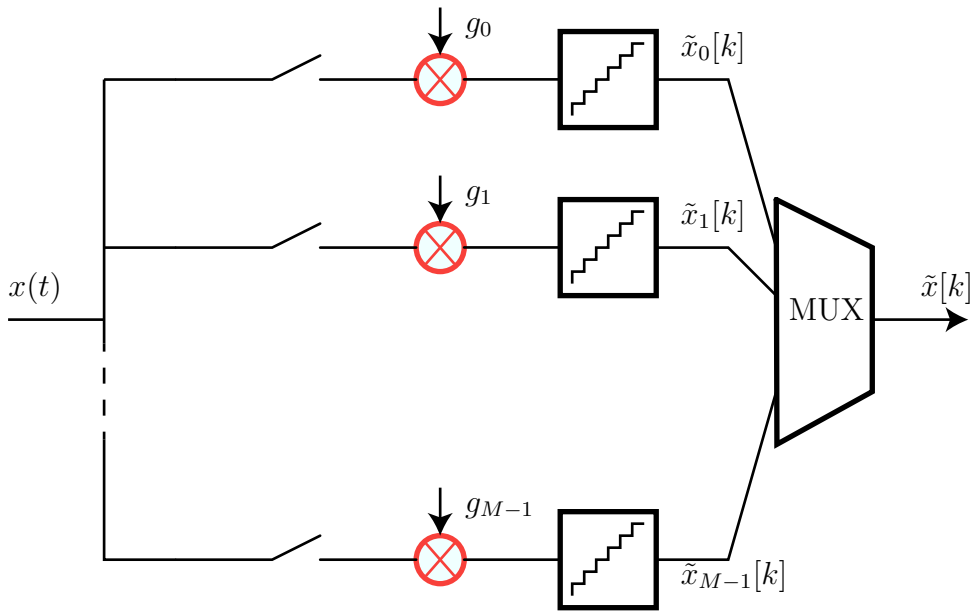 g_0
x̃_0[k]
g_1
x̃_1[k]
x(t)
MUX
x̃[k]
g_{M−1}
x̃_{M−1}[k]